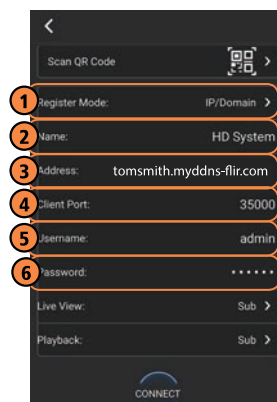 Scan QR Code
1 Register Mode: IP/Domain
2 Name: HD System
3 Address: tomsmith.myddns-flir.com
4 Client Port: 35000
5 Username: admin
6 Password: ······
Live View: Sub
Playback: Sub
CONNECT